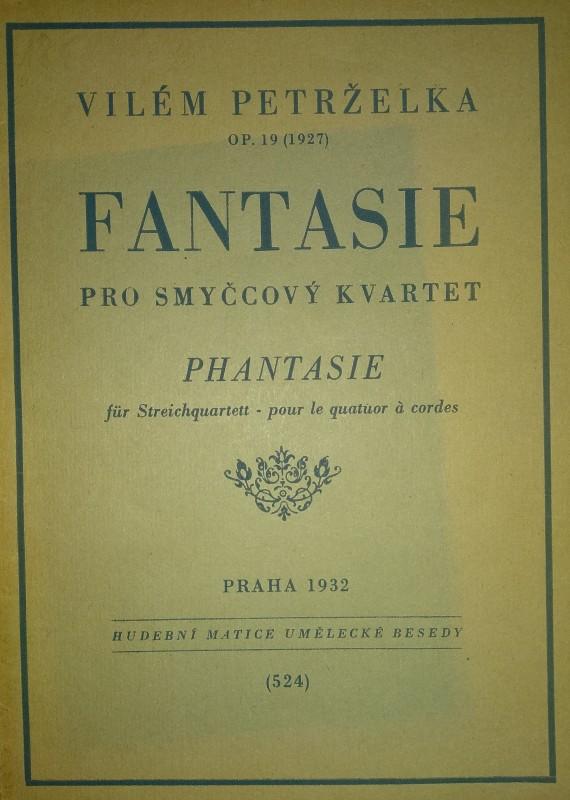 VILÉM PETRŽELKA
OP. 19 (1927)
FANTASIE
PRO SMYČCOVÝ KVARTET
PHANTASIE
für Streichquartett - pour le quatuor à cordes
PRAHA 1932
HUDEBNÍ MATICE UMĚLECKÉ BESEDY
(524)